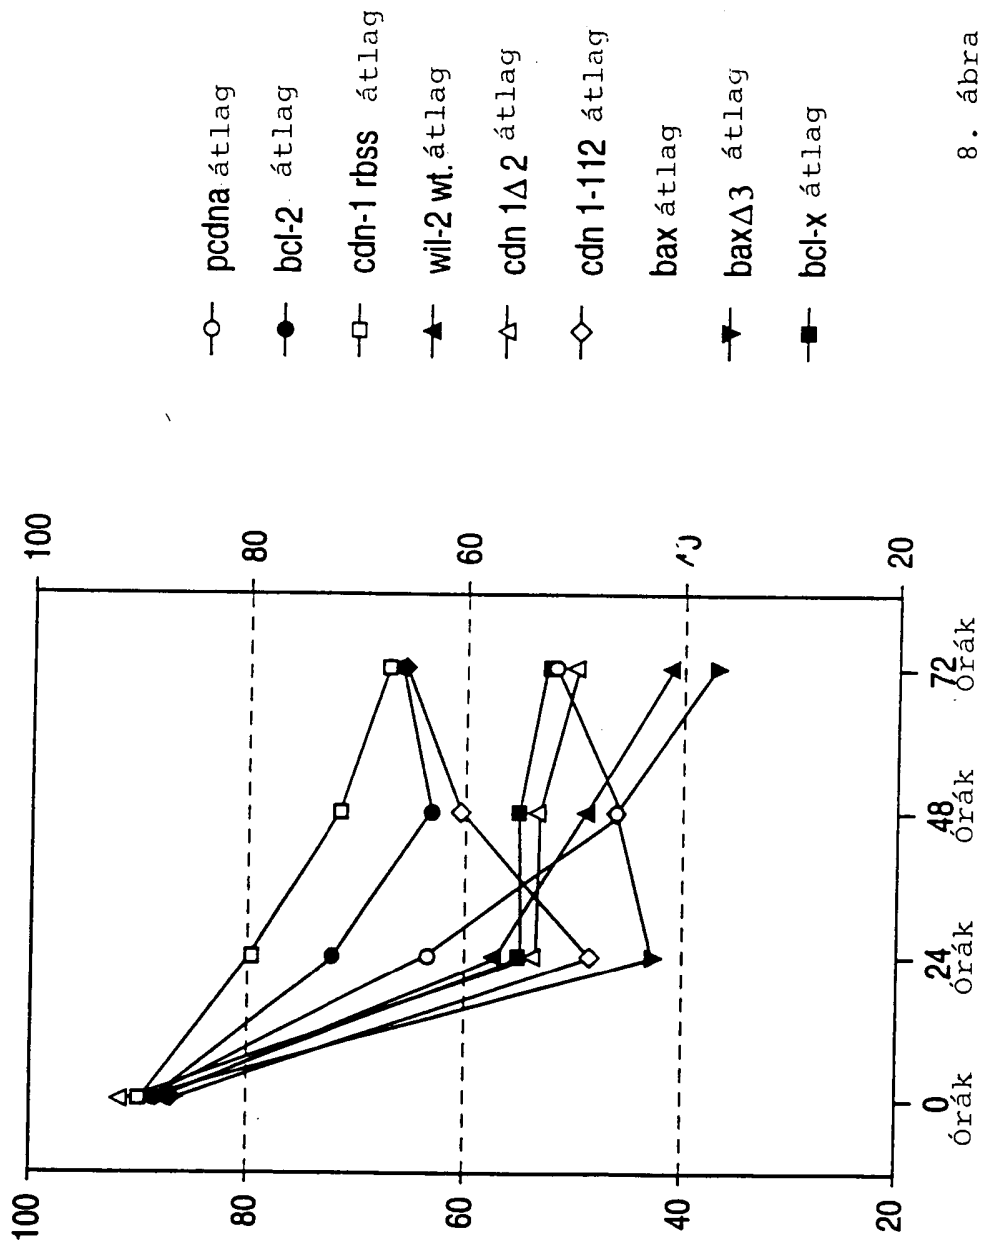 100
80
60
40
20
100
80
60
20
0
órák
24
órák
48
órák
72
órák
pcdna átlag
bcl-2 átlag
cdn-1 rbss átlag
wil-2 wt. átlag
cdn 1Δ2 átlag
cdn 1-112 átlag
bax átlag
baxΔ3 átlag
bcl-x átlag
8. ábra